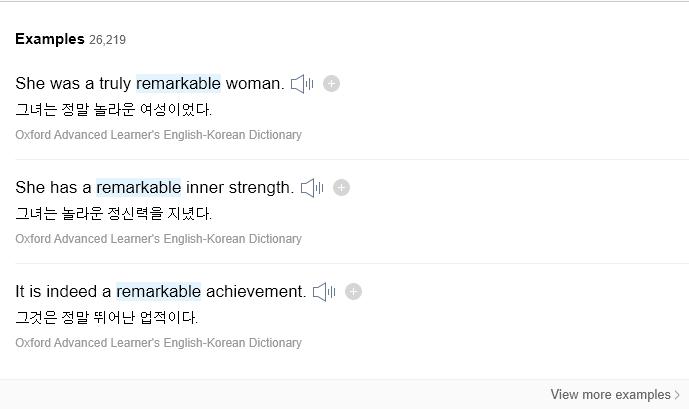 Examples 26,219
She was a truly remarkable woman.
그녀는 정말 놀라운 여성이었다.
Oxford Advanced Learner's English-Korean Dictionary
She has a remarkable inner strength.
그녀는 놀라운 정신력을 지녔다.
Oxford Advanced Learner's English-Korean Dictionary
It is indeed a remarkable achievement.
그것은 정말 뛰어난 업적이다.
Oxford Advanced Learner's English-Korean Dictionary
View more examples